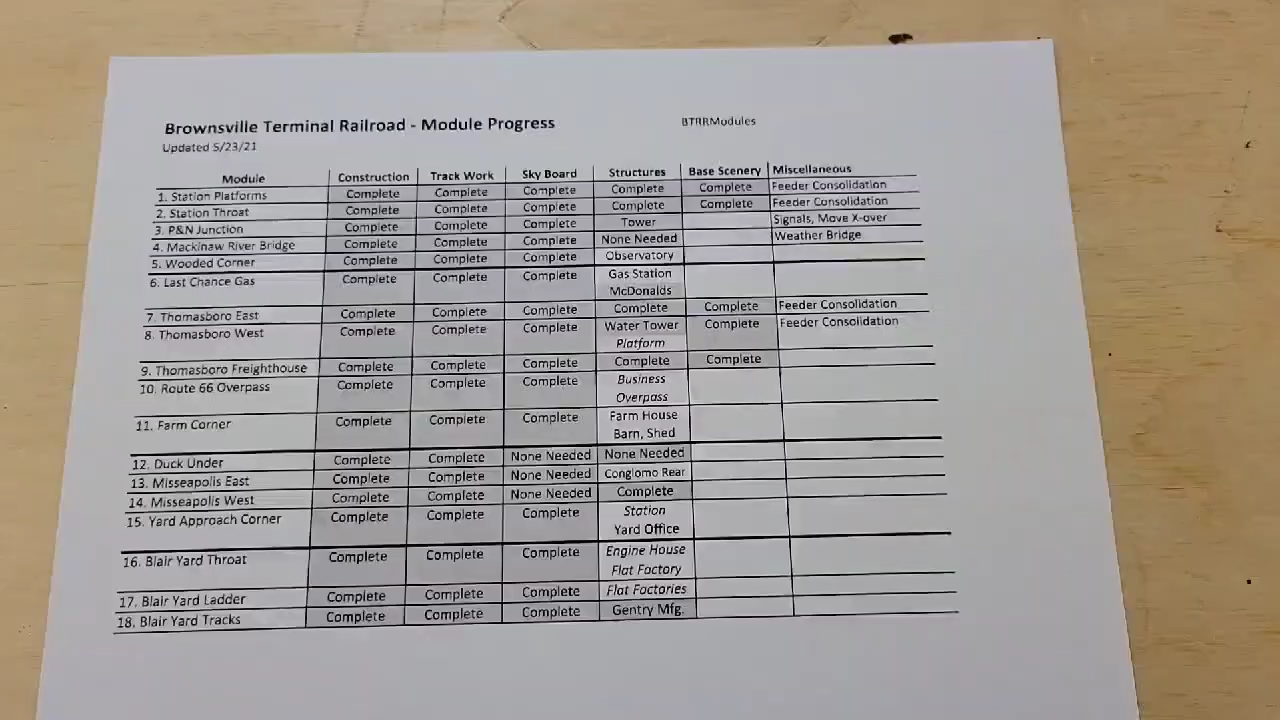 Brownsville Terminal Railroad - Module Progress BTRRModules
Updated 5/23/21
Module Construction Track Work Sky Board Structures Base Scenery Miscellaneous
1. Station Platforms Complete Complete Complete Complete Complete Feeder Consolidation
2. Station Throat Complete Complete Complete Complete Complete Feeder Consolidation
3. P&N Junction Complete Complete Complete Tower Signals, Move X-over
4. Mackinaw River Bridge Complete Complete Complete None Needed Weather Bridge
5. Wooded Corner Complete Complete Complete Observatory
6. Last Chance Gas Complete Complete Complete Gas Station
McDonalds
7. Thomasboro East Complete Complete Complete Complete Complete Feeder Consolidation
8. Thomasboro West Complete Complete Complete Water Tower Complete Feeder Consolidation
Platform
9. Thomasboro Freighthouse Complete Complete Complete Complete Complete
10. Route 66 Overpass Complete Complete Complete Business
Overpass
11. Farm Corner Complete Complete Complete Farm House
Barn, Shed
12. Duck Under Complete Complete None Needed None Needed
13. Misseapolis East Complete Complete None Needed Conglomo Rear
14. Misseapolis West Complete Complete None Needed Complete
15. Yard Approach Corner Complete Complete Complete Station
Yard Office
16. Blair Yard Throat Complete Complete Complete Engine House
Flat Factory
17. Blair Yard Ladder Complete Complete Complete Flat Factories
18. Blair Yard Tracks Complete Complete Complete Gentry Mfg.